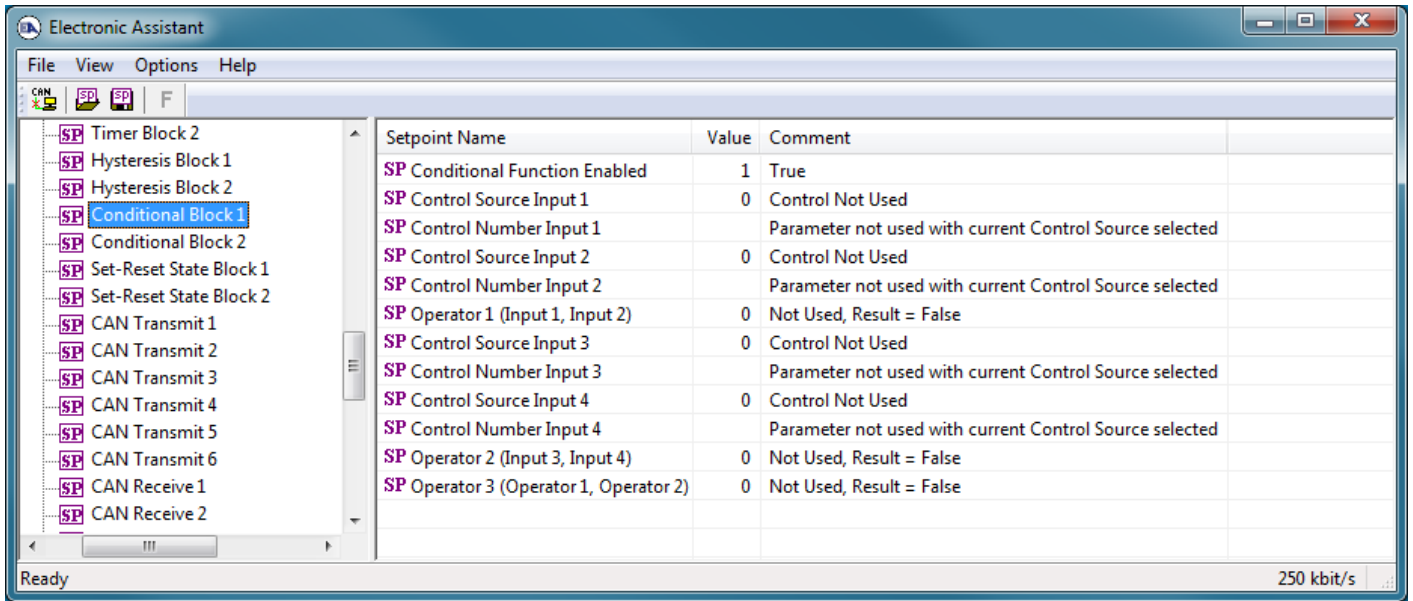 EA Electronic Assistant
File View Options Help
CAN SP SP F
SP Timer Block 2
SP Hysteresis Block 1
SP Hysteresis Block 2
SP Conditional Block 1
SP Conditional Block 2
SP Set-Reset State Block 1
SP Set-Reset State Block 2
SP CAN Transmit 1
SP CAN Transmit 2
SP CAN Transmit 3
SP CAN Transmit 4
SP CAN Transmit 5
SP CAN Transmit 6
SP CAN Receive 1
SP CAN Receive 2
Setpoint Name Value Comment
SP Conditional Function Enabled 1 True
SP Control Source Input 1 0 Control Not Used
SP Control Number Input 1 Parameter not used with current Control Source selected
SP Control Source Input 2 0 Control Not Used
SP Control Number Input 2 Parameter not used with current Control Source selected
SP Operator 1 (Input 1, Input 2) 0 Not Used, Result = False
SP Control Source Input 3 0 Control Not Used
SP Control Number Input 3 Parameter not used with current Control Source selected
SP Control Source Input 4 0 Control Not Used
SP Control Number Input 4 Parameter not used with current Control Source selected
SP Operator 2 (Input 3, Input 4) 0 Not Used, Result = False
SP Operator 3 (Operator 1, Operator 2) 0 Not Used, Result = False
Ready 250 kbit/s